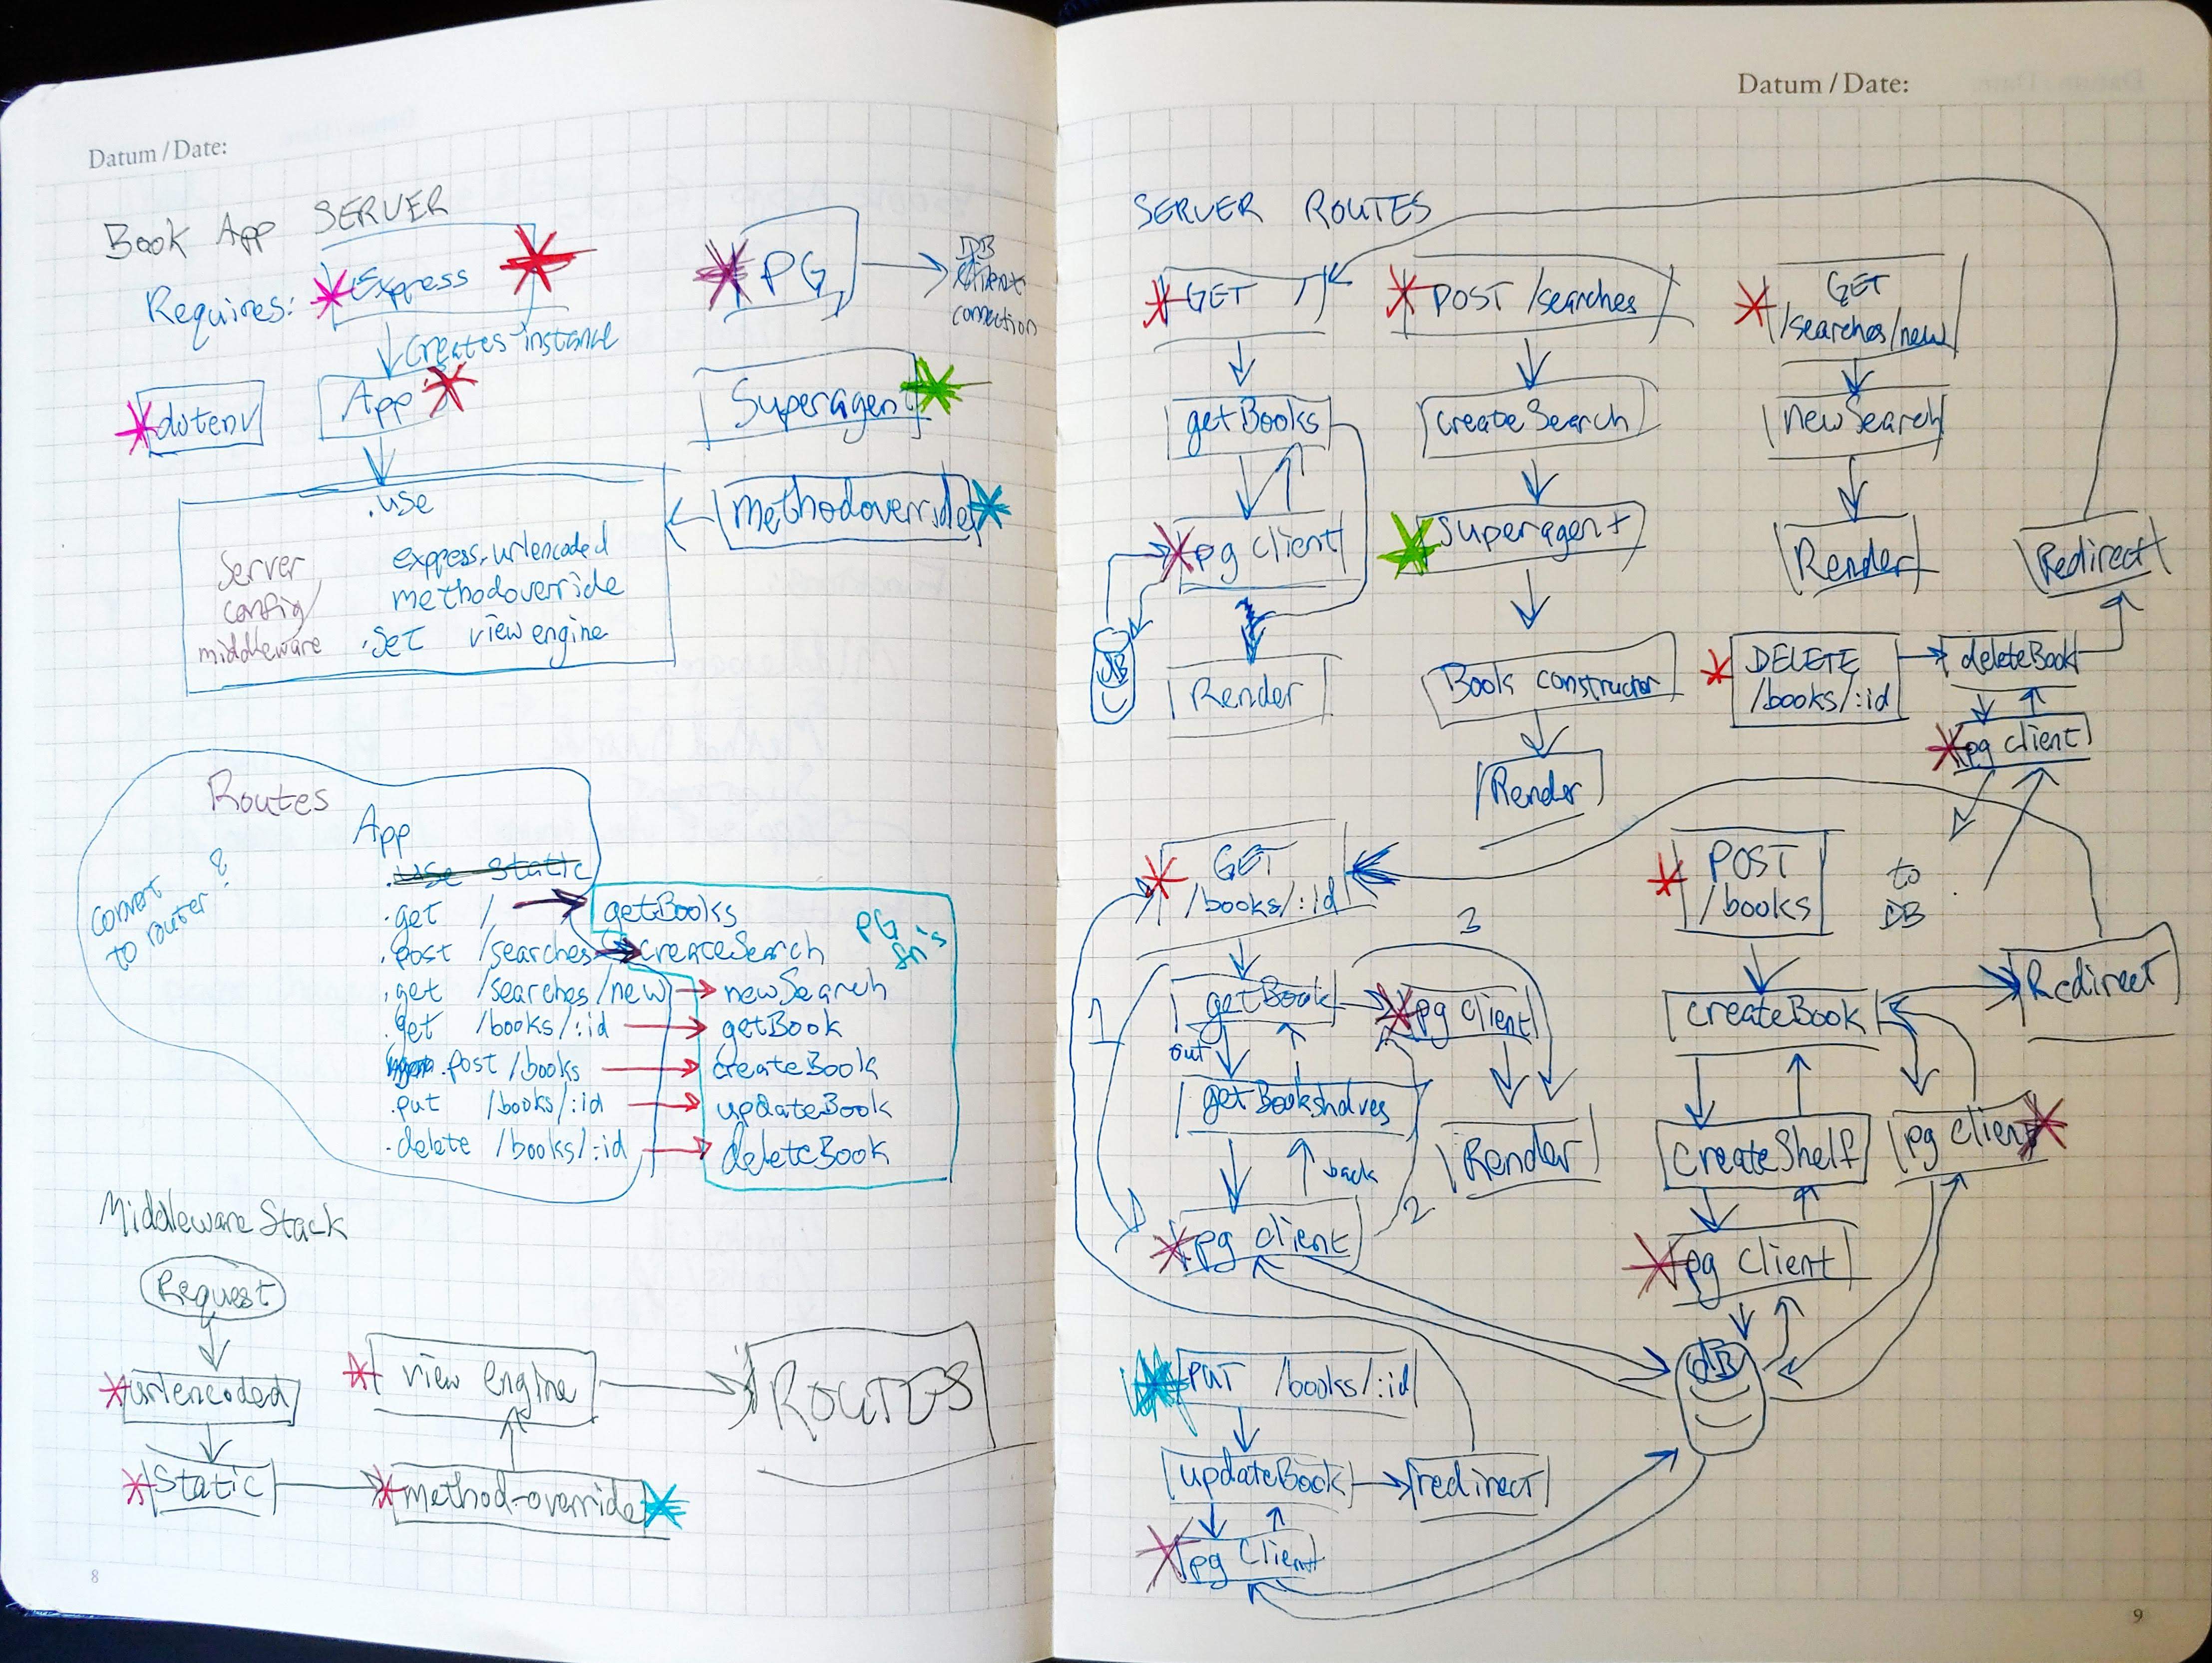 Datum / Date:
Book App SERVER
Requires:
Express
creates instance
PG
DB
client
connection
dotenv
App
Superagent
.use
methodoverride
Server
config/
middleware
express.urlencoded
methodoverride
.Set view engine
Routes
convert
to router?
App
.use static
.get / getBooks
PG
fn's
.post /searches createSearch
.get /searches/new newSearch
.get /books/:id getBook
.post /books createBook
.put /books/:id updateBook
.delete /books/:id deleteBook
Middleware Stack
Request
urlencoded
view engine
ROUTES
Static
method-override
8
Datum / Date:
SERVER ROUTES
GET /
POST /searches
GET
/searches/new
getBooks
createSearch
newSearch
pg client
superagent
Render
Redirect
DB
Render
Book constructor
Render
DELETE
/books/:id
deleteBook
pg client
GET
/books/:id
POST
/books
to
DB
3
1
getBook
pg client
createBook
Redirect
out
getBookshelves
back
Render
createShelf
pg client
2
pg client
pg client
dB
PUT /books/:id
updateBook
redirect
pg client
9